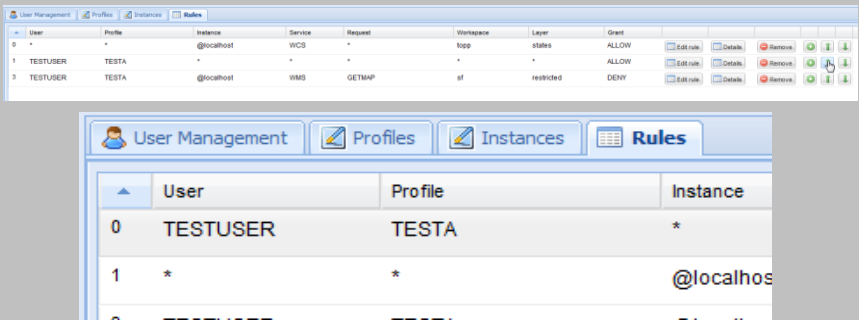 User Management Profiles Instances Rules
User Profile Instance Service Request Workspace Layer Grant
0 * * @localhost WCS * topp states ALLOW Edit rule Details Remove
1 TESTUSER TESTA * * * * * ALLOW Edit rule Details Remove
3 TESTUSER TESTA @localhost WMS GETMAP sf restricted DENY Edit rule Details Remove
User Management Profiles Instances Rules
User Profile Instance
0 TESTUSER TESTA *
1 * * @localhos